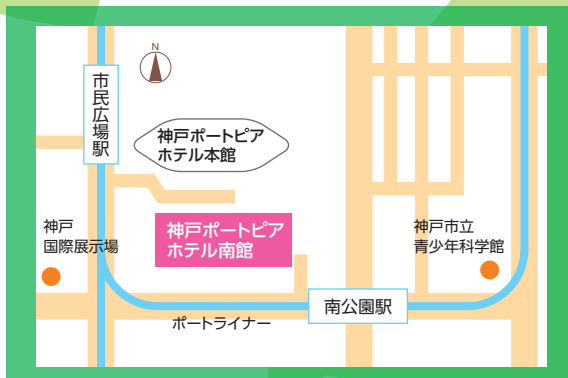 N
市民広場駅
神戸ポートピア
ホテル本館
神戸
国際展示場
神戸ポートピア
ホテル南館
神戸市立
青少年科学館
南公園駅
ポートライナー